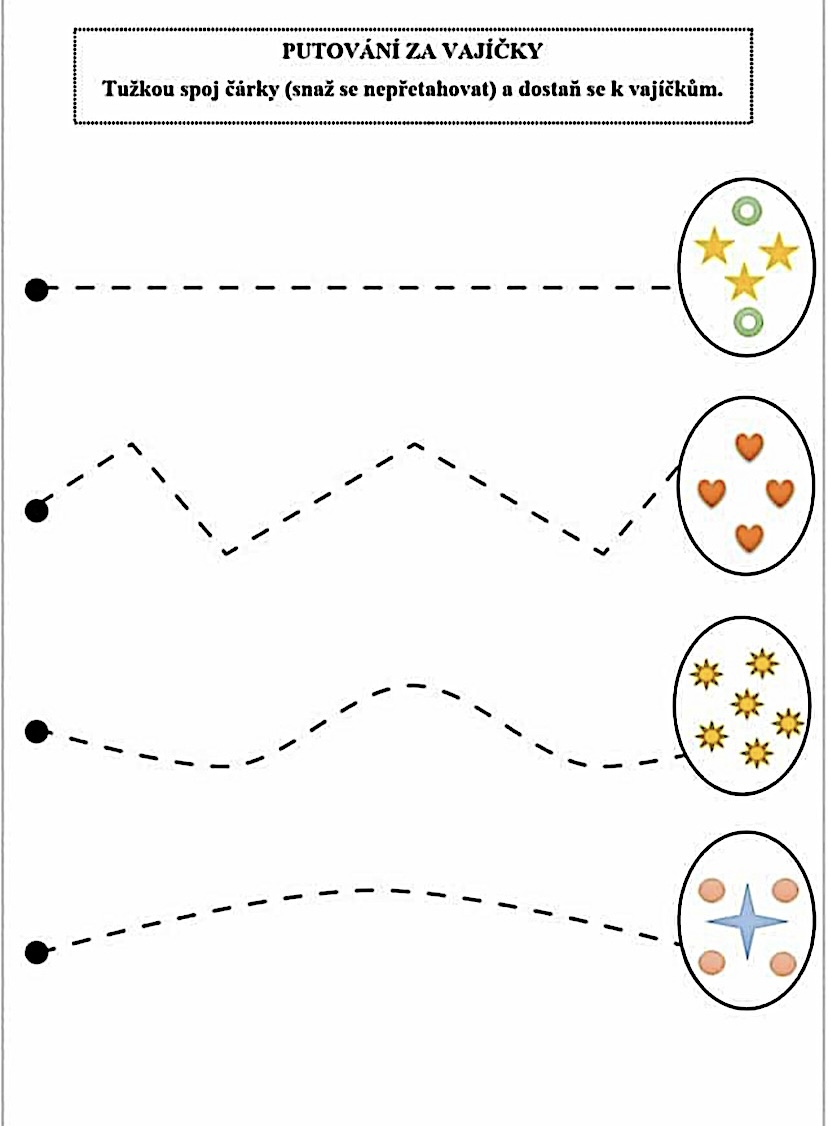 PUTOVÁNÍ ZA VAJÍČKY
Tužkou spoj čárky (snaž se nepřetahovat) a dostaň se k vajíčkům.